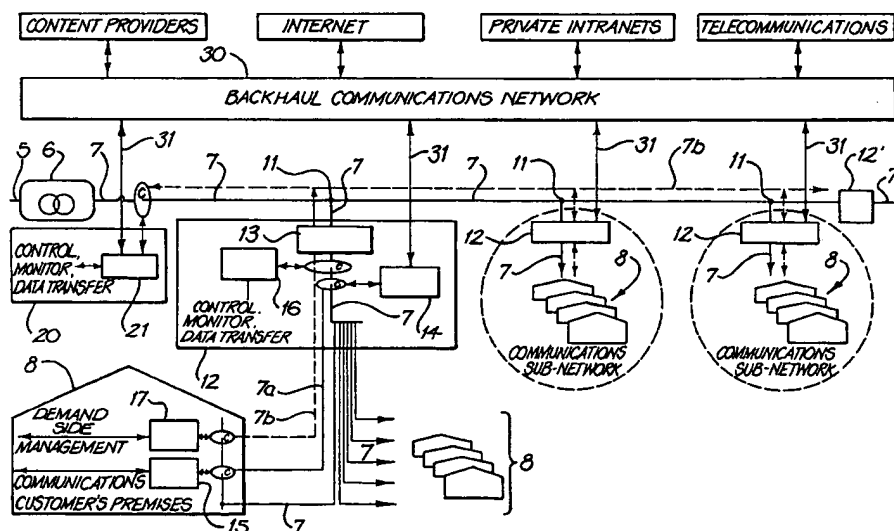 CONTENT PROVIDERS
INTERNET
PRIVATE INTRANETS
TELECOMMUNICATIONS
30
BACKHAUL COMMUNICATIONS NETWORK
31
31
31
31
5
6
7
C
7
11
7
7
7b
11
11
12'
7
13
12
12
CONTROL,
MONITOR,
DATA TRANSFER
21
20
16
C
C
14
CONTROL,
MONITOR,
DATA TRANSFER
12
7
7
8
COMMUNICATIONS
SUB-NETWORK
7
8
COMMUNICATIONS
SUB-NETWORK
8
17
7a
7b
DEMAND
SIDE
MANAGEMENT
C
COMMUNICATIONS
C
CUSTOMER'S PREMISES
15
7
7
8